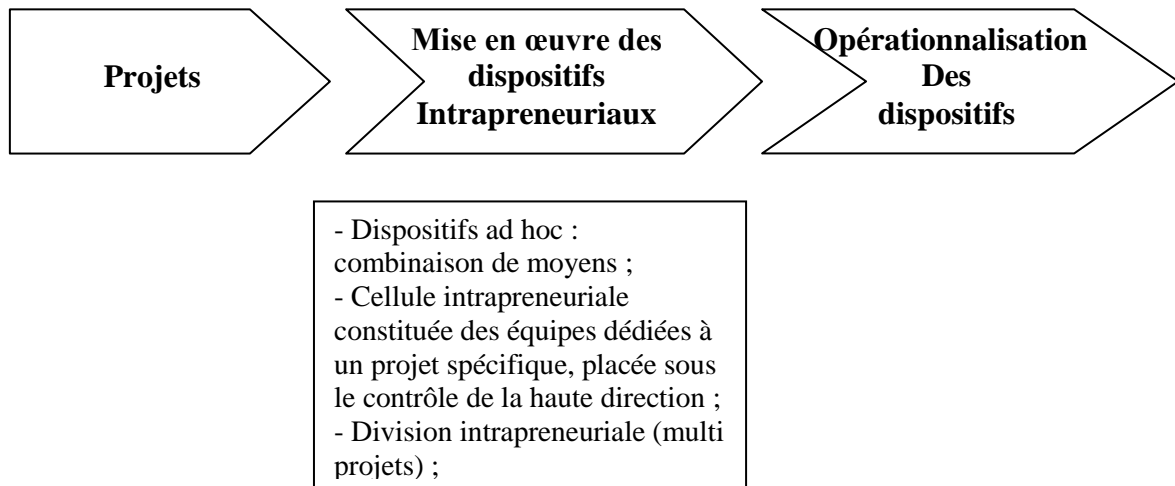 Projets
Mise en œuvre des
dispositifs
Intrapreneuriaux
Opérationnalisation
Des
dispositifs
- Dispositifs ad hoc :
combinaison de moyens ;
- Cellule intrapreneuriale
constituée des équipes dédiées à
un projet spécifique, placée sous
le contrôle de la haute direction ;
- Division intrapreneuriale (multi
projets) ;